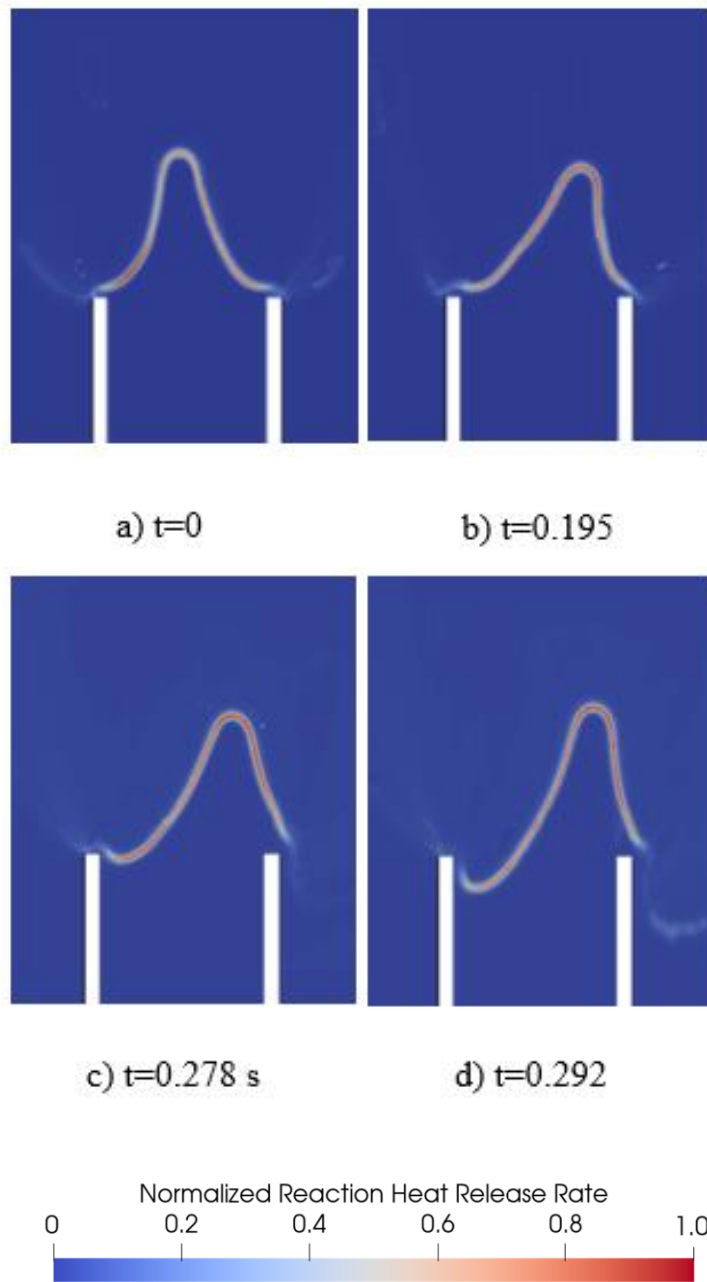 a) t=0
b) t=0.195
c) t=0.278 s
d) t=0.292
Normalized Reaction Heat Release Rate
0 0.2 0.4 0.6 0.8 1.0